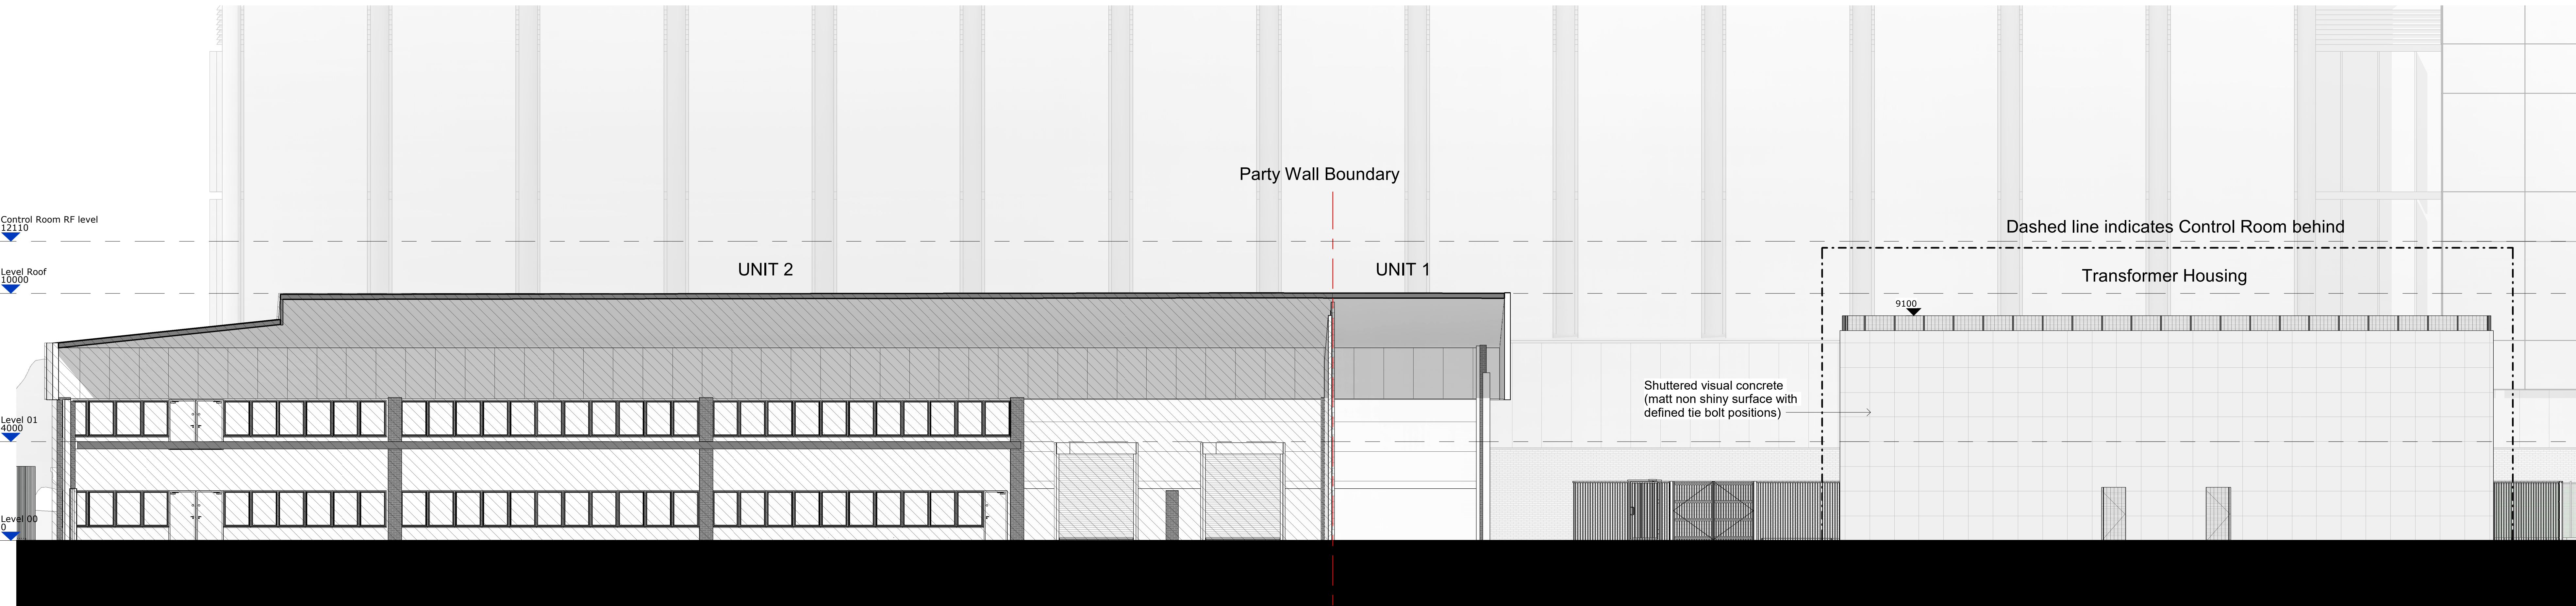 Party Wall Boundary
Control Room RF level
12110
Dashed line indicates Control Room behind
Level Roof
10000
UNIT 2
UNIT 1
Transformer Housing
9100
Shuttered visual concrete
(matt non shiny surface with
defined tie bolt positions)
Level 01
4000
Level 00
0